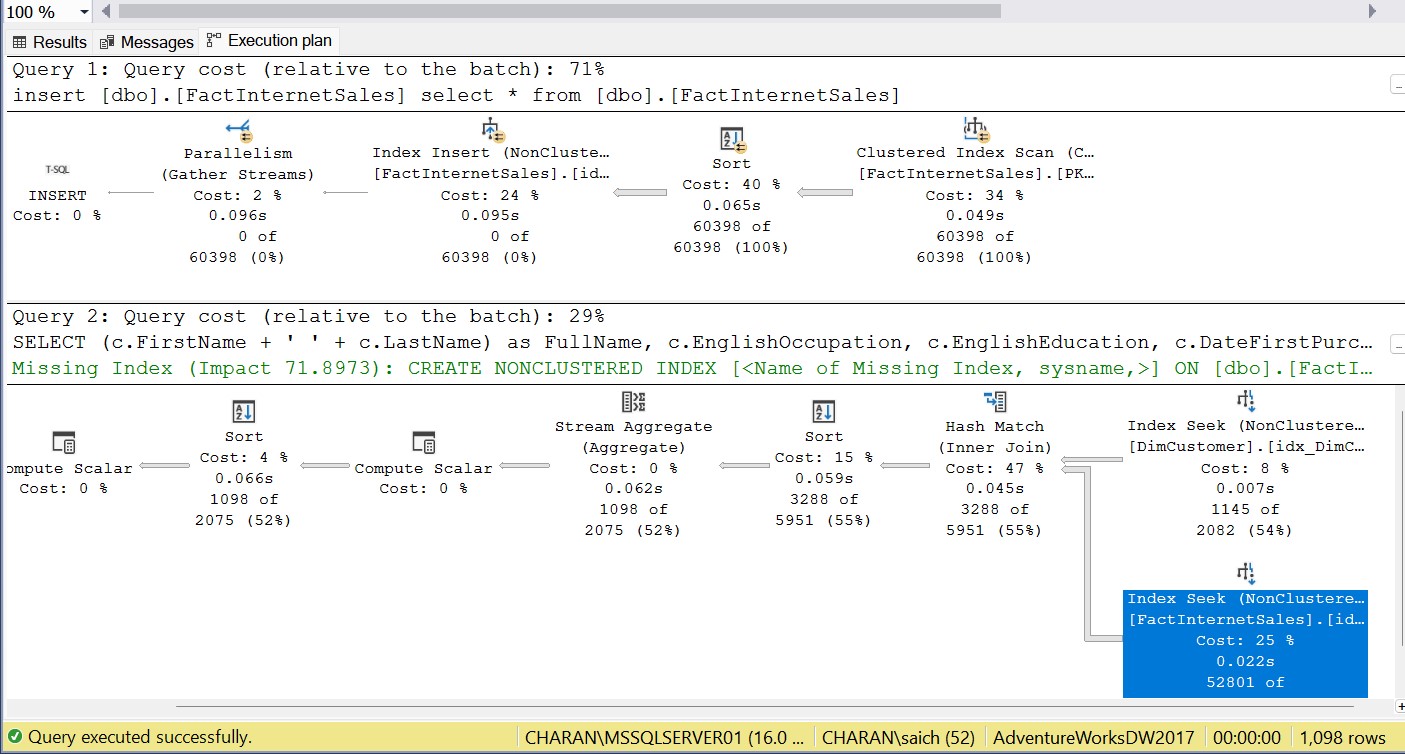 100 %
Results Messages Execution plan
Query 1: Query cost (relative to the batch): 71%
insert [dbo].[FactInternetSales] select * from [dbo].[FactInternetSales]
T-SQL
INSERT
Cost: 0 %
Parallelism
(Gather Streams)
Cost: 2 %
0.096s
0 of
60398 (0%)
Index Insert (NonCluste…
[FactInternetSales].[id…
Cost: 24 %
0.095s
0 of
60398 (0%)
Sort
Cost: 40 %
0.065s
60398 of
60398 (100%)
Clustered Index Scan (C…
[FactInternetSales].[PK…
Cost: 34 %
0.049s
60398 of
60398 (100%)
Query 2: Query cost (relative to the batch): 29%
SELECT (c.FirstName + ' ' + c.LastName) as FullName, c.EnglishOccupation, c.EnglishEducation, c.DateFirstPurc…
Missing Index (Impact 71.8973): CREATE NONCLUSTERED INDEX [<Name of Missing Index, sysname,>] ON [dbo].[FactI…
ompute Scalar
Cost: 0 %
Sort
Cost: 4 %
0.066s
1098 of
2075 (52%)
Compute Scalar
Cost: 0 %
Stream Aggregate
(Aggregate)
Cost: 0 %
0.062s
1098 of
2075 (52%)
Sort
Cost: 15 %
0.059s
3288 of
5951 (55%)
Hash Match
(Inner Join)
Cost: 47 %
0.045s
3288 of
5951 (55%)
Index Seek (NonClustere…
[DimCustomer].[idx_DimC…
Cost: 8 %
0.007s
1145 of
2082 (54%)
Index Seek (NonClustere…
[FactInternetSales].[id…
Cost: 25 %
0.022s
52801 of
Query executed successfully.
CHARAN\MSSQLSERVER01 (16.0 ... CHARAN\saich (52) AdventureWorksDW2017 00:00:00 1,098 rows